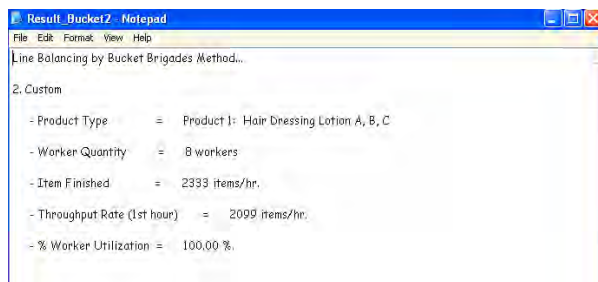 Result_Bucket2 - Notepad
File Edit Format View Help
Line Balancing by Bucket Brigades Method...
2. Custom
- Product Type = Product 1: Hair Dressing Lotion A, B, C
- Worker Quantity = 8 workers
- Item Finished = 2333 items/hr.
- Throughput Rate (1st hour) = 2099 items/hr.
- % Worker Utilization = 100.00 %.